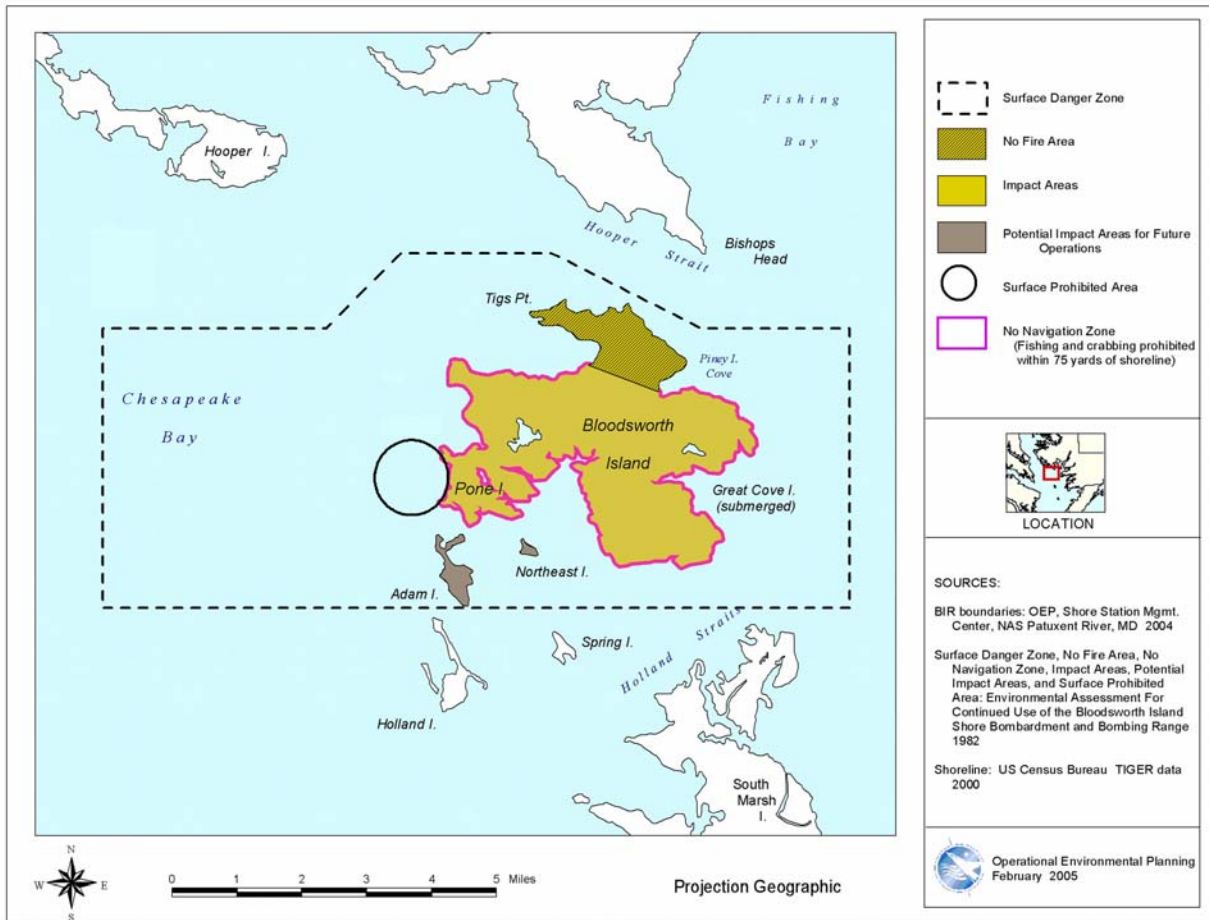 Fishing
Bay
Hooper I.
Hooper Strait
Bishops
Head
Tigs Pt.
Piney I.
Cove
Chesapeake
Bay
Bloodsworth
Island
Pone I.
Great Cove I.
(submerged)
Northeast I.
Adam I.
Spring I.
Holland Straits
Holland I.
South
Marsh
I.
N
W E
S
0 1 2 3 4 5 Miles
Projection Geographic
Surface Danger Zone
No Fire Area
Impact Areas
Potential Impact Areas for Future
Operations
Surface Prohibited Area
No Navigation Zone
(Fishing and crabbing prohibited
within 75 yards of shoreline)
LOCATION
SOURCES:
BIR boundaries: OEP, Shore Station Mgmt.
Center, NAS Patuxent River, MD 2004
Surface Danger Zone, No Fire Area, No
Navigation Zone, Impact Areas, Potential
Impact Areas, and Surface Prohibited
Area: Environmental Assessment For
Continued Use of the Bloodsworth Island
Shore Bombardment and Bombing Range
1982
Shoreline: US Census Bureau TIGER data
2000
Operational Environmental Planning
February 2005